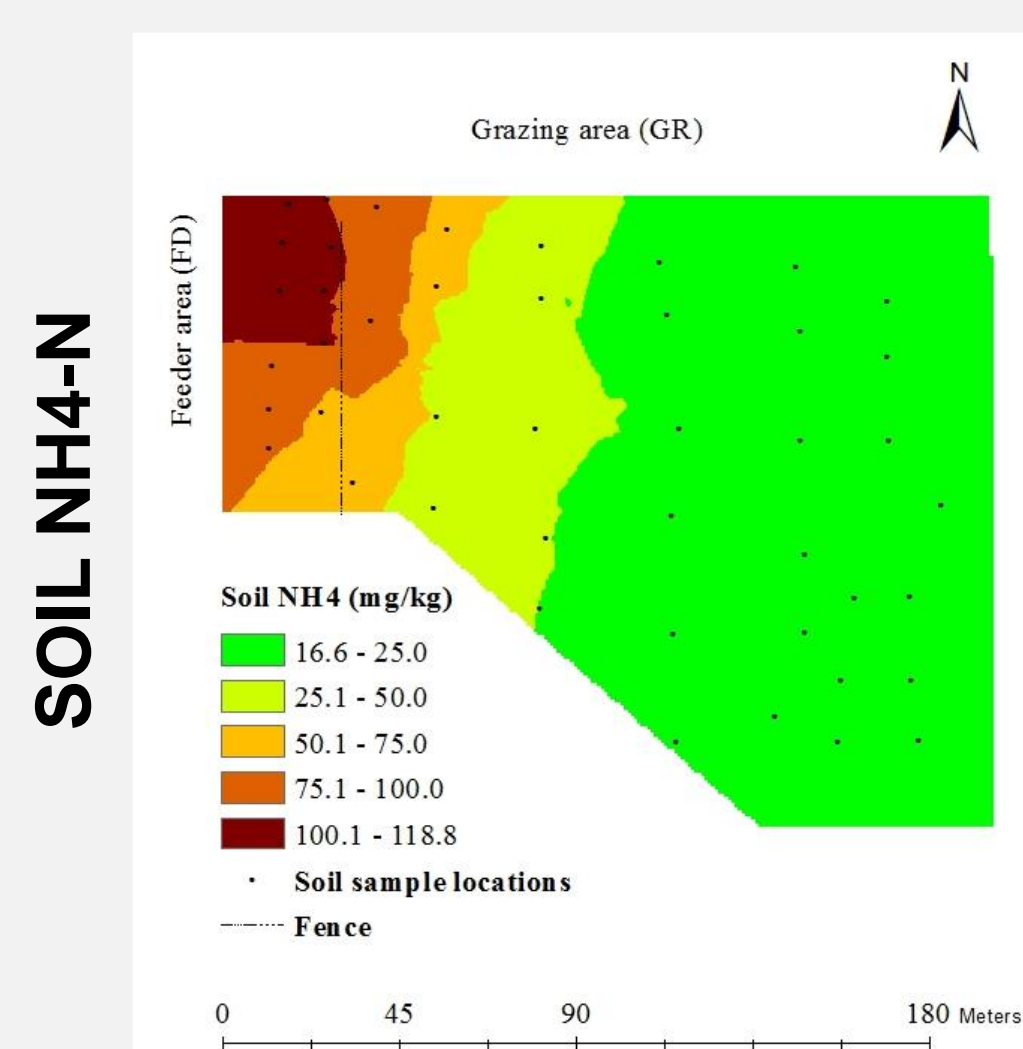 SOIL NH4-N
N
Grazing area (GR)
Feeder area (FD)
Soil NH4 (mg/kg)
16.6 - 25.0
25.1 - 50.0
50.1 - 75.0
75.1 - 100.0
100.1 - 118.8
Soil sample locations
Fence
0 45 90 180 Meters